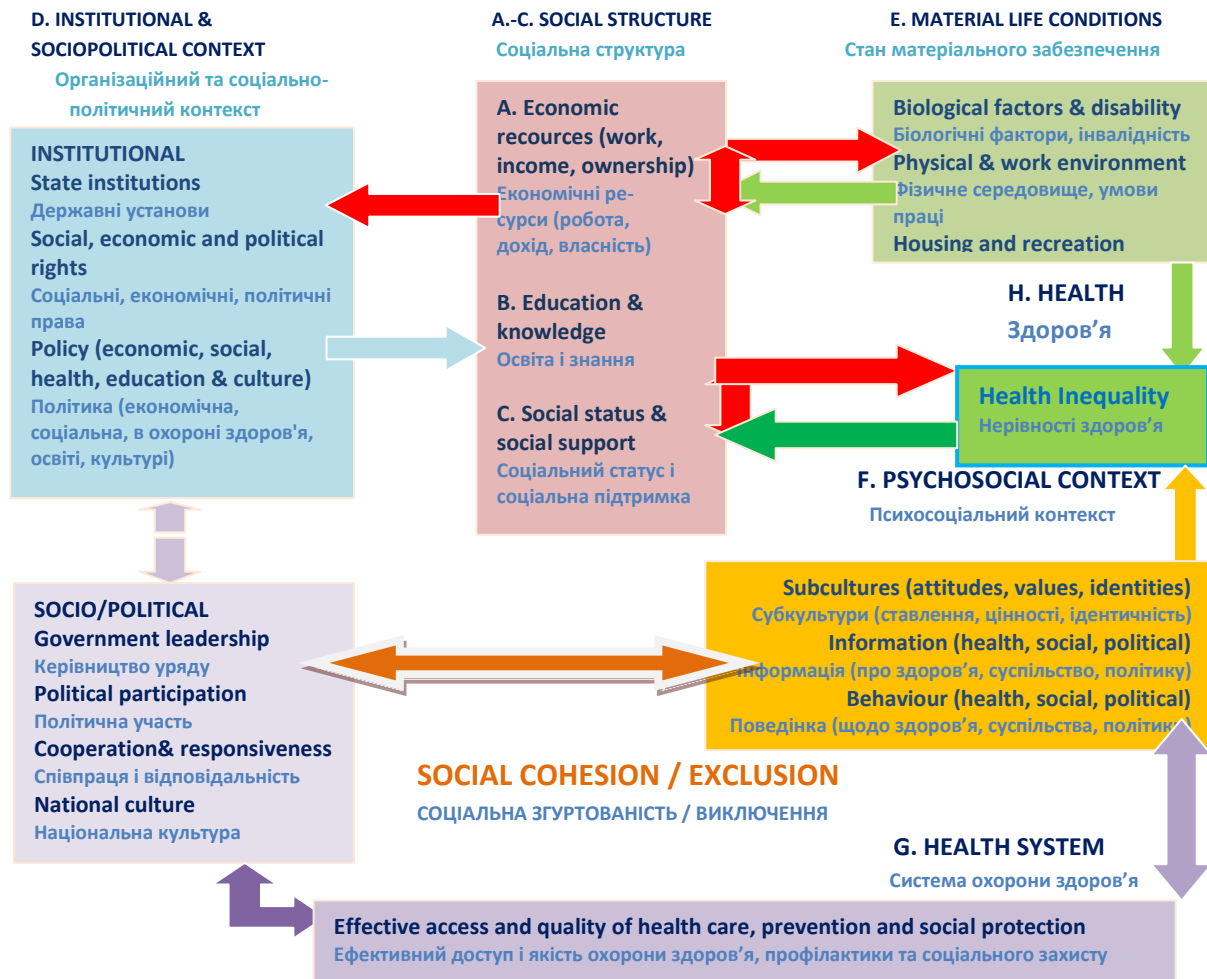 D. INSTITUTIONAL &
SOCIOPOLITICAL CONTEXT
Організаційний та соціально-
політичний контекст
INSTITUTIONAL
State institutions
Державні установи
Social, economic and political
rights
Соціальні, економічні, політичні
права
Policy (economic, social,
health, education & culture)
Політика (економічна,
соціальна, в охороні здоров'я,
освіті, культурі)
SOCIO/POLITICAL
Government leadership
Керівництво уряду
Political participation
Політична участь
Cooperation& responsiveness
Співпраця і відповідальність
National culture
Національна культура
A.-C. SOCIAL STRUCTURE
Соціальна структура
A. Economic
recources (work,
income, ownership)
Економічні ре-
сурси (робота,
дохід, власність)
B. Education &
knowledge
Освіта і знання
C. Social status &
social support
Соціальний статус і
соціальна підтримка
E. MATERIAL LIFE CONDITIONS
Стан матеріального забезпечення
Biological factors & disability
Біологічні фактори, інвалідність
Physical & work environment
Фізичне середовище, умови
праці
Housing and recreation
H. HEALTH
Здоров’я
Health Inequality
Нерівності здоров’я
F. PSYCHOSOCIAL CONTEXT
Психосоціальний контекст
Subcultures (attitudes, values, identities)
Субкультури (ставлення, цінності, ідентичність)
Information (health, social, political)
Інформація (про здоров’я, суспільство, політику)
Behaviour (health, social, political)
Поведінка (щодо здоров’я, суспільства, політики)
SOCIAL COHESION / EXCLUSION
СОЦІАЛЬНА ЗГУРТОВАНІСТЬ / ВИКЛЮЧЕННЯ
G. HEALTH SYSTEM
Система охорони здоров’я
Effective access and quality of health care, prevention and social protection
Ефективний доступ і якість охорони здоров’я, профілактики та соціального захисту